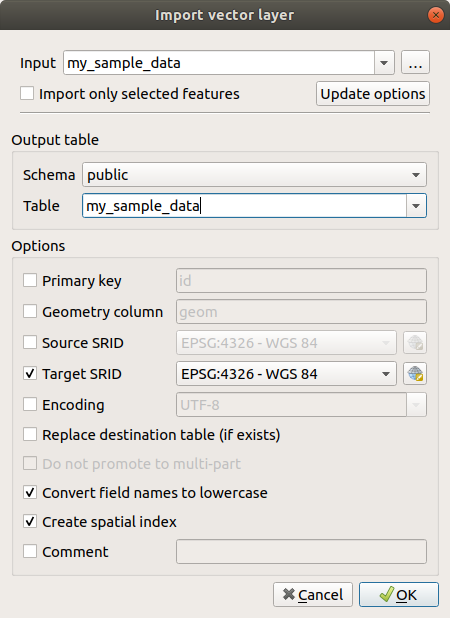 Import vector layer
Input my_sample_data ...
Import only selected features Update options
Output table
Schema public
Table my_sample_data
Options
Primary key id
Geometry column geom
Source SRID EPSG:4326 - WGS 84
Target SRID EPSG:4326 - WGS 84
Encoding UTF-8
Replace destination table (if exists)
Do not promote to multi-part
Convert field names to lowercase
Create spatial index
Comment
Cancel OK